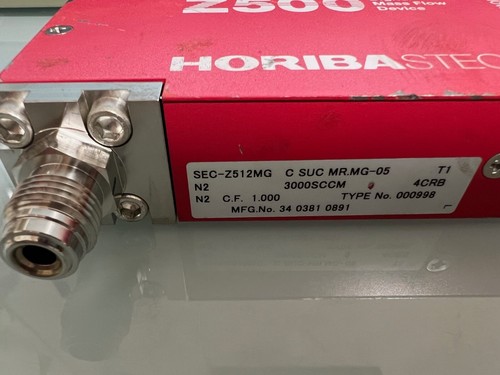 Z500
Mass Flow
Device
HORIBASTEC
SEC-Z512MG C SUC MR.MG-05 T1
N2 3000SCCM 4CRB
N2 C.F. 1.000 TYPE No. 000998
MFG.No. 34 0381 0891